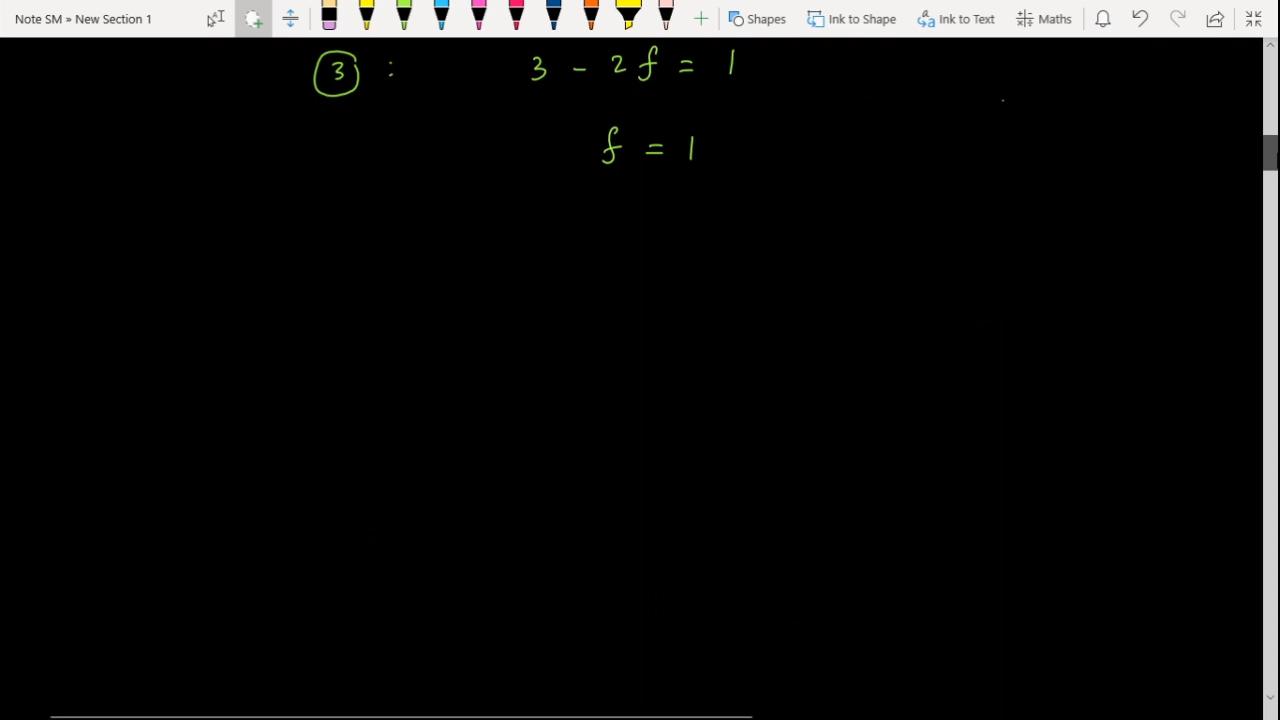 Note SM » New Section 1
Shapes
Ink to Shape
Ink to Text
Maths
3 : 3 - 2f = 1
f = 1